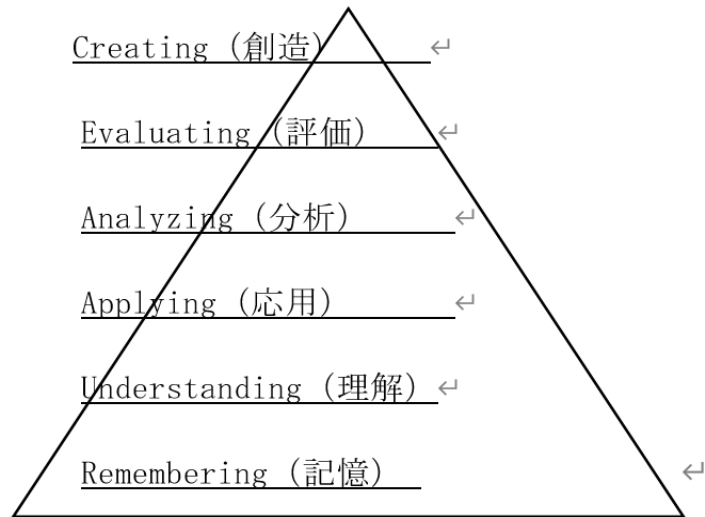 Creating (創造)
Evaluating (評価)
Analyzing (分析)
Applying (応用)
Understanding (理解)
Remembering (記憶)